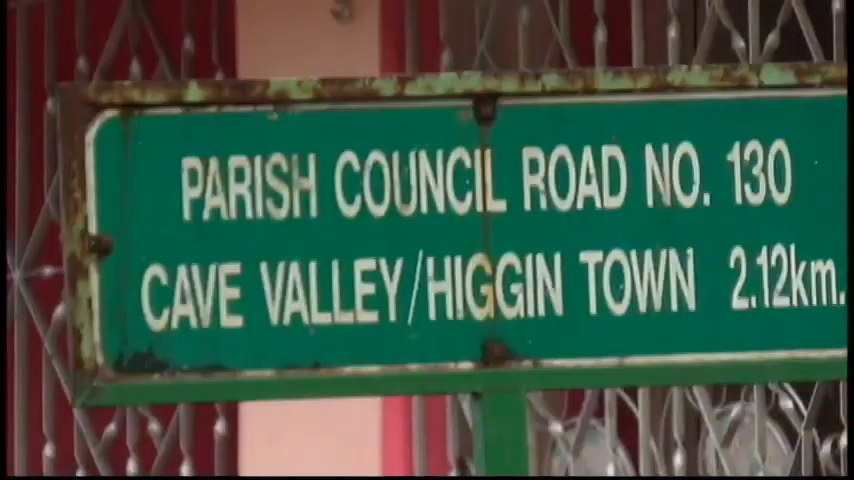 PARISH COUNCIL ROAD NO. 130
CAVE VALLEY/HIGGIN TOWN 2.12km.